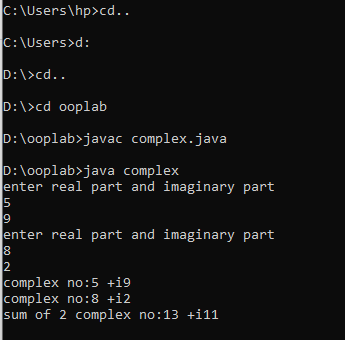 C:\Users\hp>cd..
C:\Users>d:
D:\>cd..
D:\>cd ooplab
D:\ooplab>javac complex.java
D:\ooplab>java complex
enter real part and imaginary part
5
9
enter real part and imaginary part
8
2
complex no:5 +i9
complex no:8 +i2
sum of 2 complex no:13 +i11